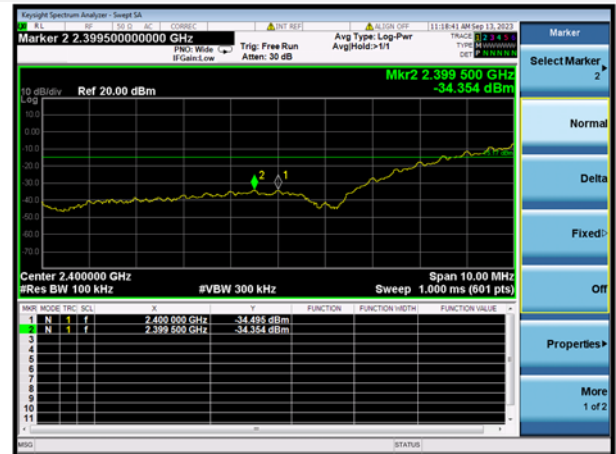 Keysight Spectrum Analyzer - Swept SA
RL RF 50 Ω AC CORREC INT REF ALIGN OFF 11:18:41 AM Sep 13, 2023
Marker 2 2.399500000000 GHz
PNO: Wide
IFGain:Low
Trig: Free Run
Atten: 30 dB
Avg Type: Log-Pwr
Avg|Hold:>1/1
TRACE 1 2 3 4 5 6
TYPE M W W W W W
DET P N N N N N
Mkr2 2.399 500 GHz
-34.354 dBm
10 dB/div Ref 20.00 dBm
Log
10.0
0.00
-10.0
-20.0
-30.0
-40.0
-50.0
-60.0
-70.0
2
1
Center 2.400000 GHz
Span 10.00 MHz
#Res BW 100 kHz
#VBW 300 kHz
Sweep 1.000 ms (601 pts)
MKR MODE TRC SCL X Y FUNCTION FUNCTION WIDTH FUNCTION VALUE
1 N 1 f 2.400 000 GHz -34.495 dBm
2 N 1 f 2.399 500 GHz -34.354 dBm
3
4
5
6
7
8
9
10
11
MSG
STATUS
Marker
Select Marker
2
Normal
Delta
Fixed
Off
Properties
More
1 of 2